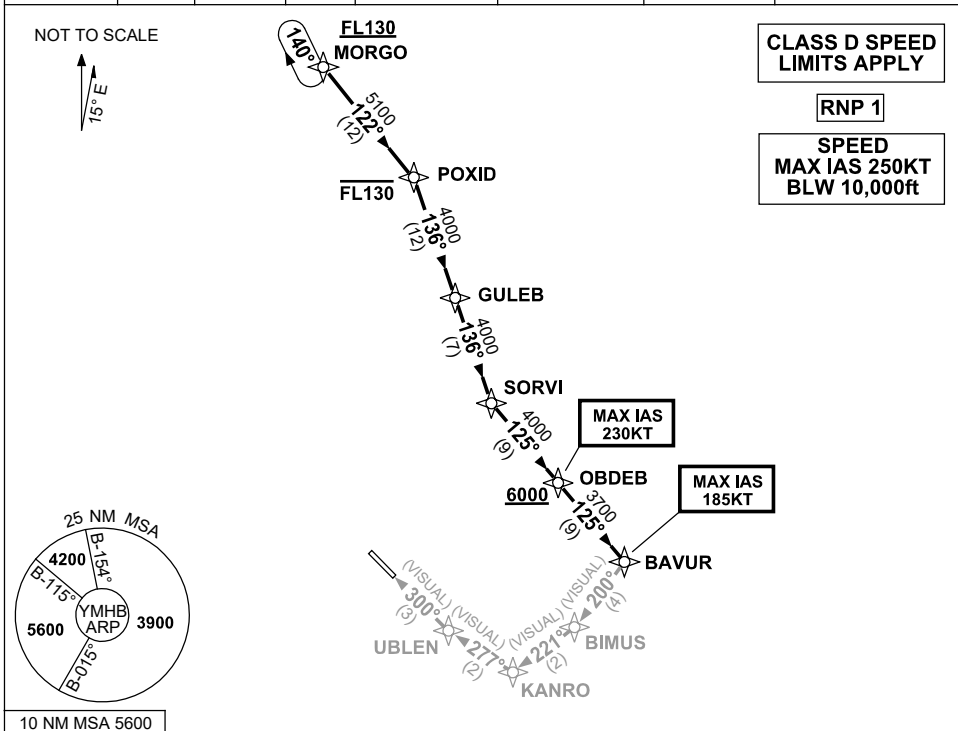 NOT TO SCALE
15° E
FL130
MORGO
140°
CLASS D SPEED
LIMITS APPLY
RNP 1
SPEED
MAX IAS 250KT
BLW 10,000ft
5100
122°
(12)
POXID
FL130
4000
136°
(12)
GULEB
4000
136°
(7)
SORVI
4000
125°
(9)
MAX IAS
230KT
OBDEB
6000
MAX IAS
185KT
3700
125°
(9)
BAVUR
(VISUAL)
200°
(4)
BIMUS
(VISUAL)
221°
(2)
KANRO
(VISUAL)
277°
(2)
UBLEN
(VISUAL)
300°
(3)
25 NM MSA
4200
B-154°
B-115°
YMHB
ARP
5600
3900
B-015°
10 NM MSA 5600